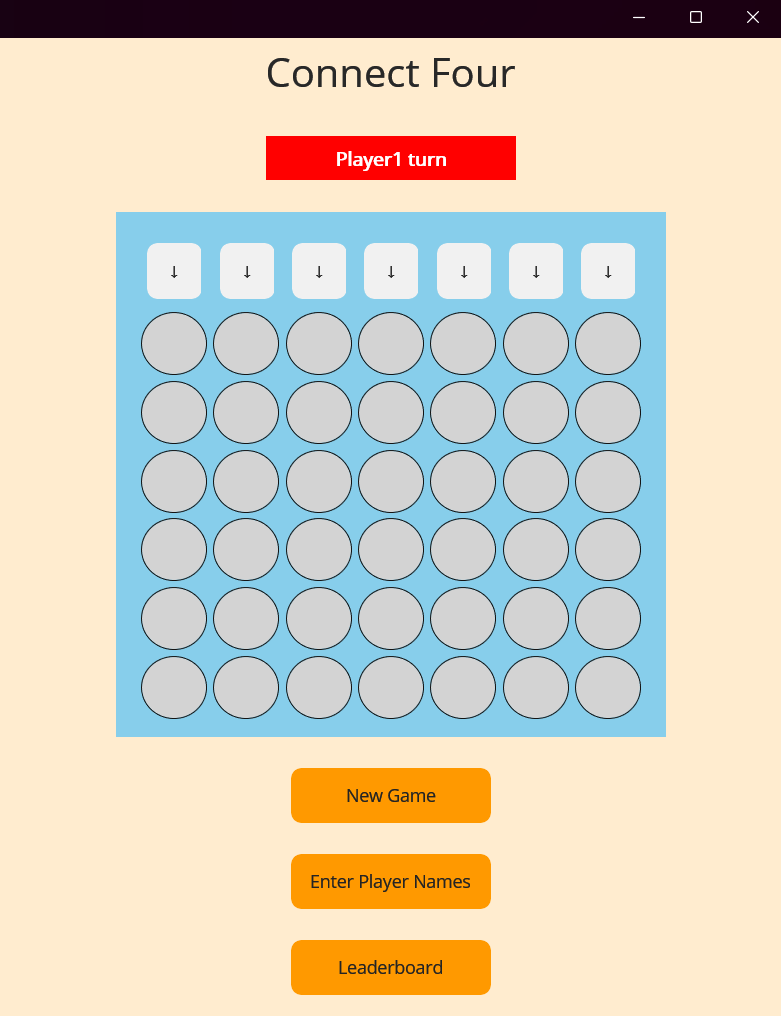 Connect Four
Player1 turn
↓ ↓ ↓ ↓ ↓ ↓ ↓
New Game
Enter Player Names
Leaderboard